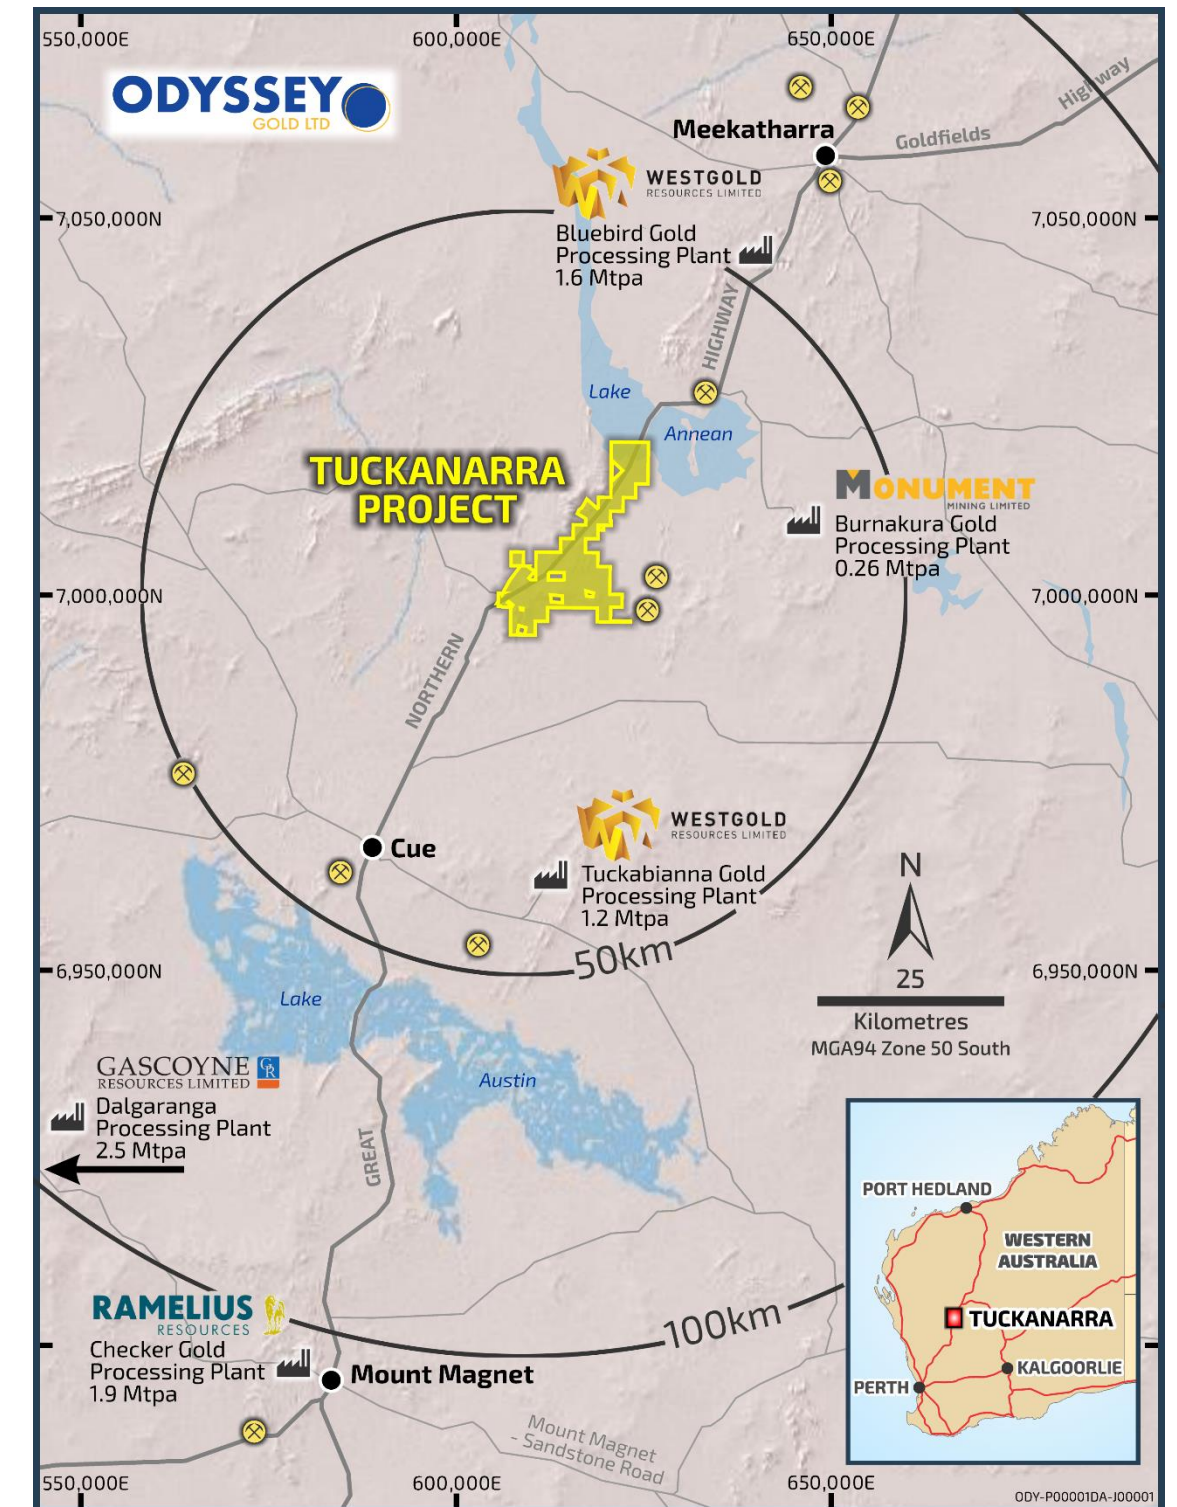 550,000E
600,000E
650,000E
ODYSSEY
GOLD LTD
Highway
Goldfields
Meekatharra
WESTGOLD
RESOURCES LIMITED
7,050,000N
7,050,000N
Bluebird Gold
Processing Plant
1.6 Mtpa
HIGHWAY
Lake
Annean
TUCKANARRA
PROJECT
MONUMENT
MINING LIMITED
Burnakura Gold
Processing Plant
0.26 Mtpa
7,000,000N
7,000,000N
NORTHERN
WESTGOLD
RESOURCES LIMITED
Cue
Tuckabianna Gold
Processing Plant
1.2 Mtpa
N
50km
6,950,000N
6,950,000N
25
Kilometres
MGA94 Zone 50 South
Lake
Austin
GASCOYNE
RESOURCES LIMITED
GR
Dalgaranga
Processing Plant
2.5 Mtpa
GREAT
PORT HEDLAND
WESTERN
AUSTRALIA
TUCKANARRA
KALGOORLIE
PERTH
RAMELIUS
RESOURCES
100km
Checker Gold
Processing Plant
1.9 Mtpa
Mount Magnet
Mount Magnet
- Sandstone Road
550,000E
600,000E
650,000E
ODY-P00001DA-J00001